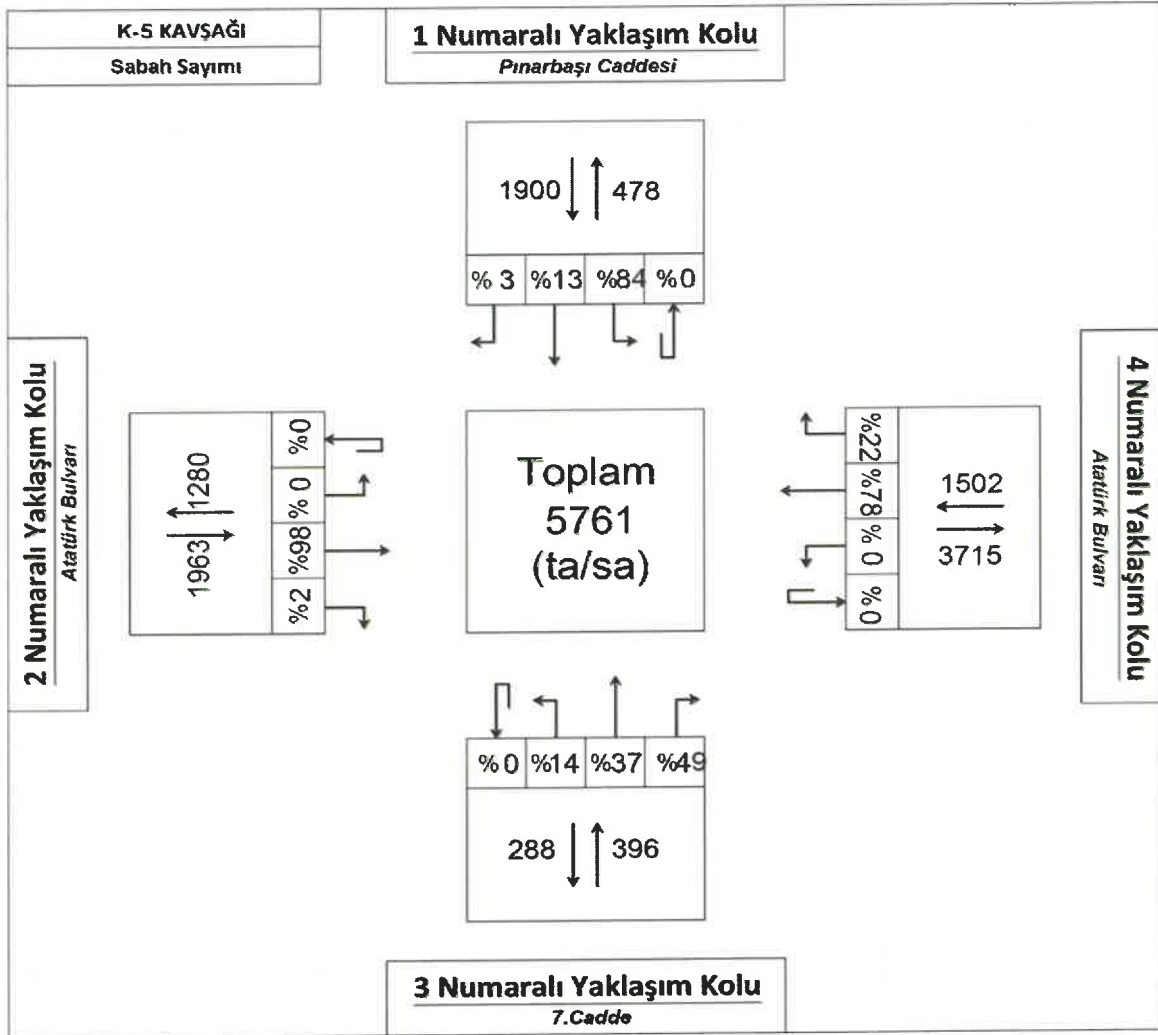 K-5 KAVŞAĞI
Sabah Sayımı
1 Numaralı Yaklaşım Kolu
Pınarbaşı Caddesi
1900 478
% 3 %13 %84 %0
2 Numaralı Yaklaşım Kolu
Atatürk Bulvarı
1280
1963
%0
% 0
%98
%2
Toplam
5761
(ta/sa)
%22
%78
% 0
%0
1502
3715
4 Numaralı Yaklaşım Kolu
Atatürk Bulvarı
% 0 %14 %37 %49
288 396
3 Numaralı Yaklaşım Kolu
7.Cadde